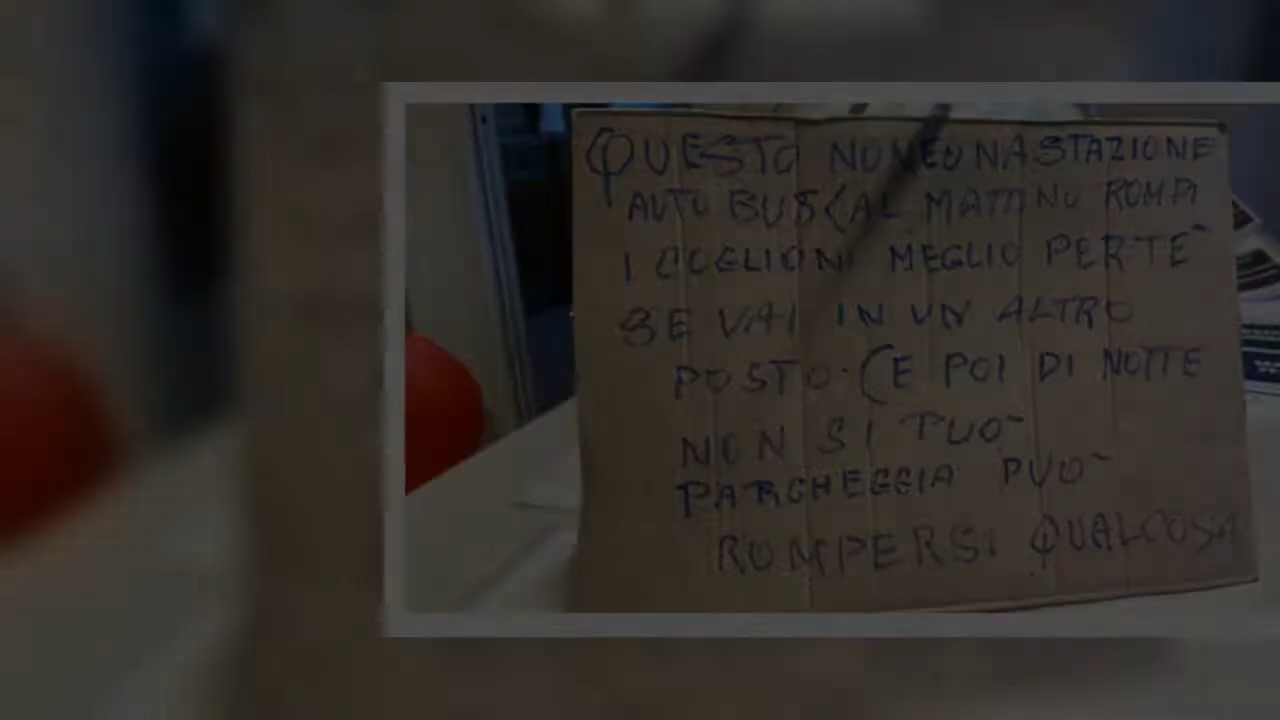 QUESTO NON E UNA STAZIONE
AUTO BUS (AL MATTINO ROMPI
I COGLIONI MEGLIO PER TE`
SE VAI IN UN ALTRO
POSTO. (E POI DI NOTTE
NON SI PUO`
PARGHEGGIA PUO`
ROMPERSI QUALCOSA